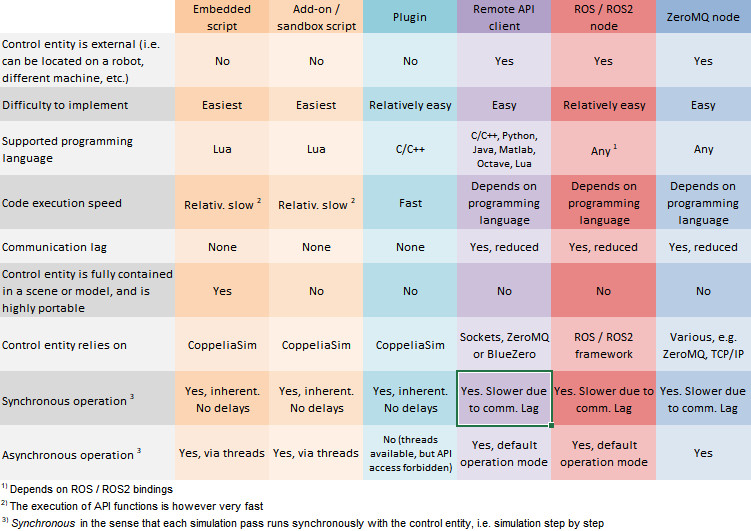 Embedded script Add-on / sandbox script Plugin Remote API client ROS / ROS2 node ZeroMQ node
Control entity is external (i.e. can be located on a robot, different machine, etc.) No No No Yes Yes Yes
Difficulty to implement Easiest Easiest Relatively easy Easy Relatively easy Easy
Supported programming language Lua Lua C/C++ C/C++, Python, Java, Matlab, Octave, Lua Any 1 Any
Code execution speed Relativ. slow 2 Relativ. slow 2 Fast Depends on programming language Depends on programming language Depends on programming language
Communication lag None None None Yes, reduced Yes, reduced Yes, reduced
Control entity is fully contained in a scene or model, and is highly portable Yes No No No No No
Control entity relies on CoppeliaSim CoppeliaSim CoppeliaSim Sockets, ZeroMQ or BlueZero ROS / ROS2 framework Various, e.g. ZeroMQ, TCP/IP
Synchronous operation 3 Yes, inherent. No delays Yes, inherent. No delays Yes, inherent. No delays Yes. Slower due to comm. Lag Yes. Slower due to comm. Lag Yes. Slower due to comm. Lag
Asynchronous operation 3 Yes, via threads Yes, via threads No (threads available, but API access forbidden) Yes, default operation mode Yes, default operation mode Yes
1) Depends on ROS / ROS2 bindings
2) The execution of API functions is however very fast
3) Synchronous in the sense that each simulation pass runs synchronously with the control entity, i.e. simulation step by step